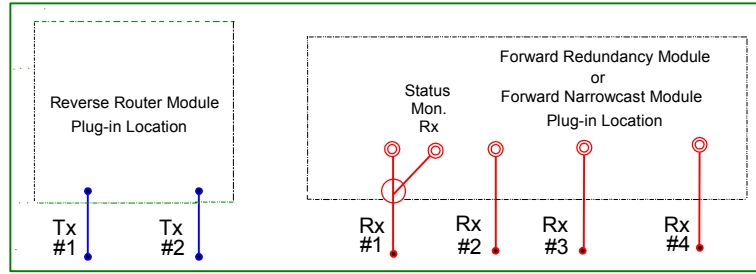 Reverse Router Module
Plug-in Location
Status
Mon.
Rx
Forward Redundancy Module
or
Forward Narrowcast Module
Plug-in Location
Tx
#1
Tx
#2
Rx
#1
Rx
#2
Rx
#3
Rx
#4